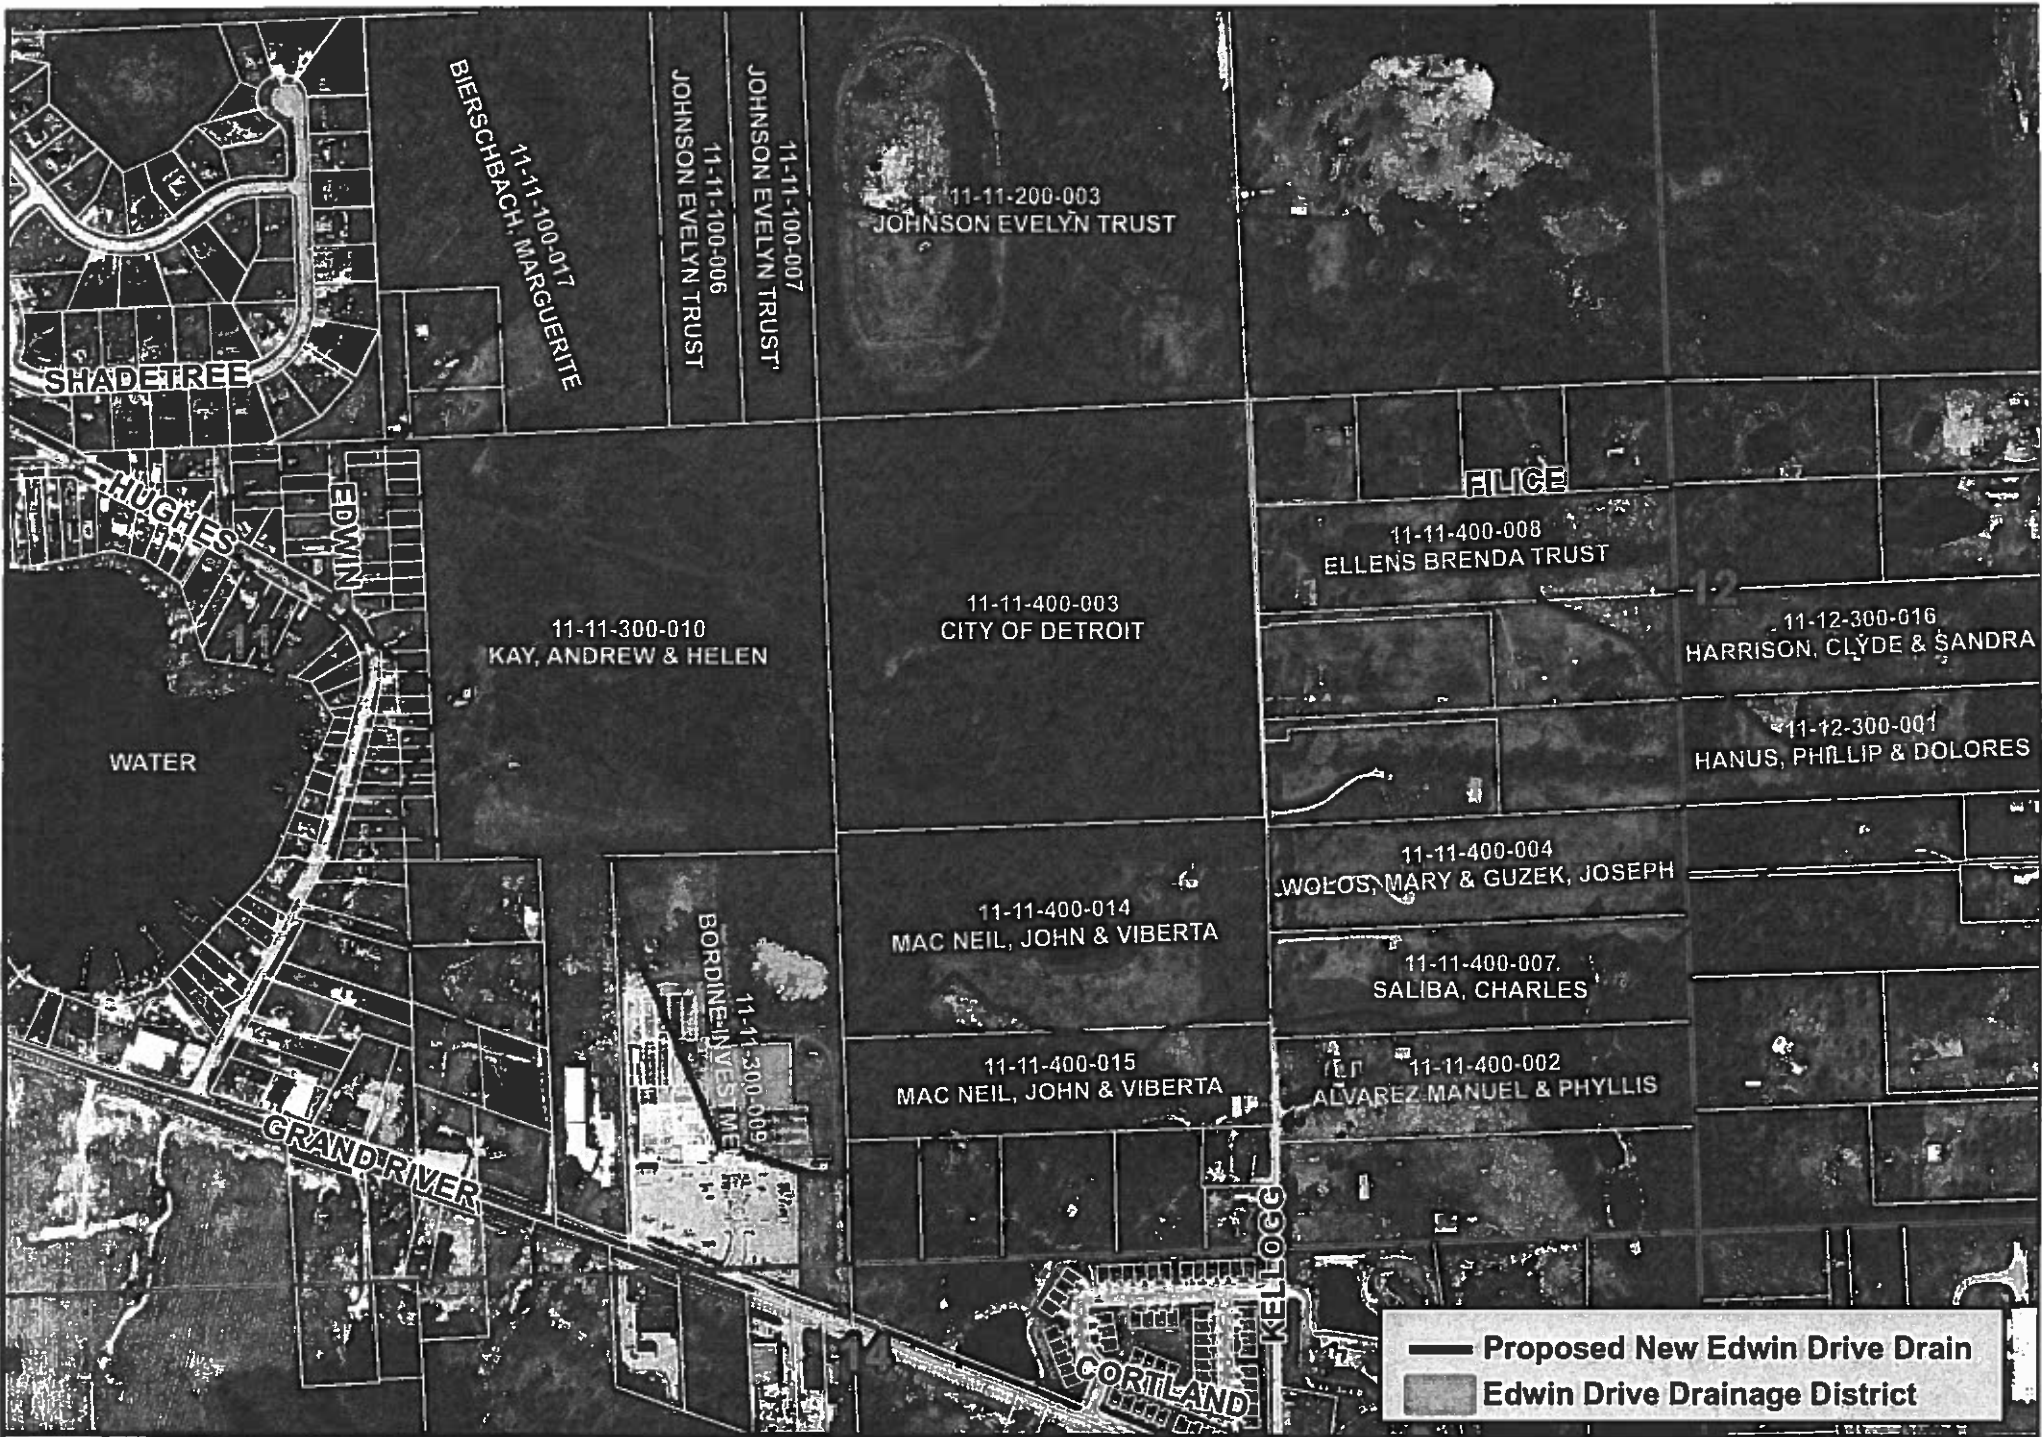 BIERSCHBACH, MARGUERITE
11-11-100-017
JOHNSON EVELYN TRUST
11-11-100-006
JOHNSON EVELYN TRUST
11-11-100-007
11-11-200-003
JOHNSON EVELYN TRUST
SHADETREE
HUGHES
EDWIN
FILICE
11-11-400-008
ELLENS BRENDA TRUST
12
11
11-11-300-010
KAY, ANDREW & HELEN
11-11-400-003
CITY OF DETROIT
11-12-300-016
HARRISON, CLYDE & SANDRA
11-12-300-001
HANUS, PHILLIP & DOLORES
WATER
11-11-400-004
WOLOS, MARY & GUZEK, JOSEPH
11-11-400-014
MAC NEIL, JOHN & VIBERTA
11-11-400-007
SALIBA, CHARLES
BORDINE INVESTME
11-11-300-009
11-11-400-015
MAC NEIL, JOHN & VIBERTA
11-11-400-002
ALVAREZ MANUEL & PHYLLIS
GRAND RIVER
KELLOGG
14
CORTLAND
Proposed New Edwin Drive Drain
Edwin Drive Drainage District